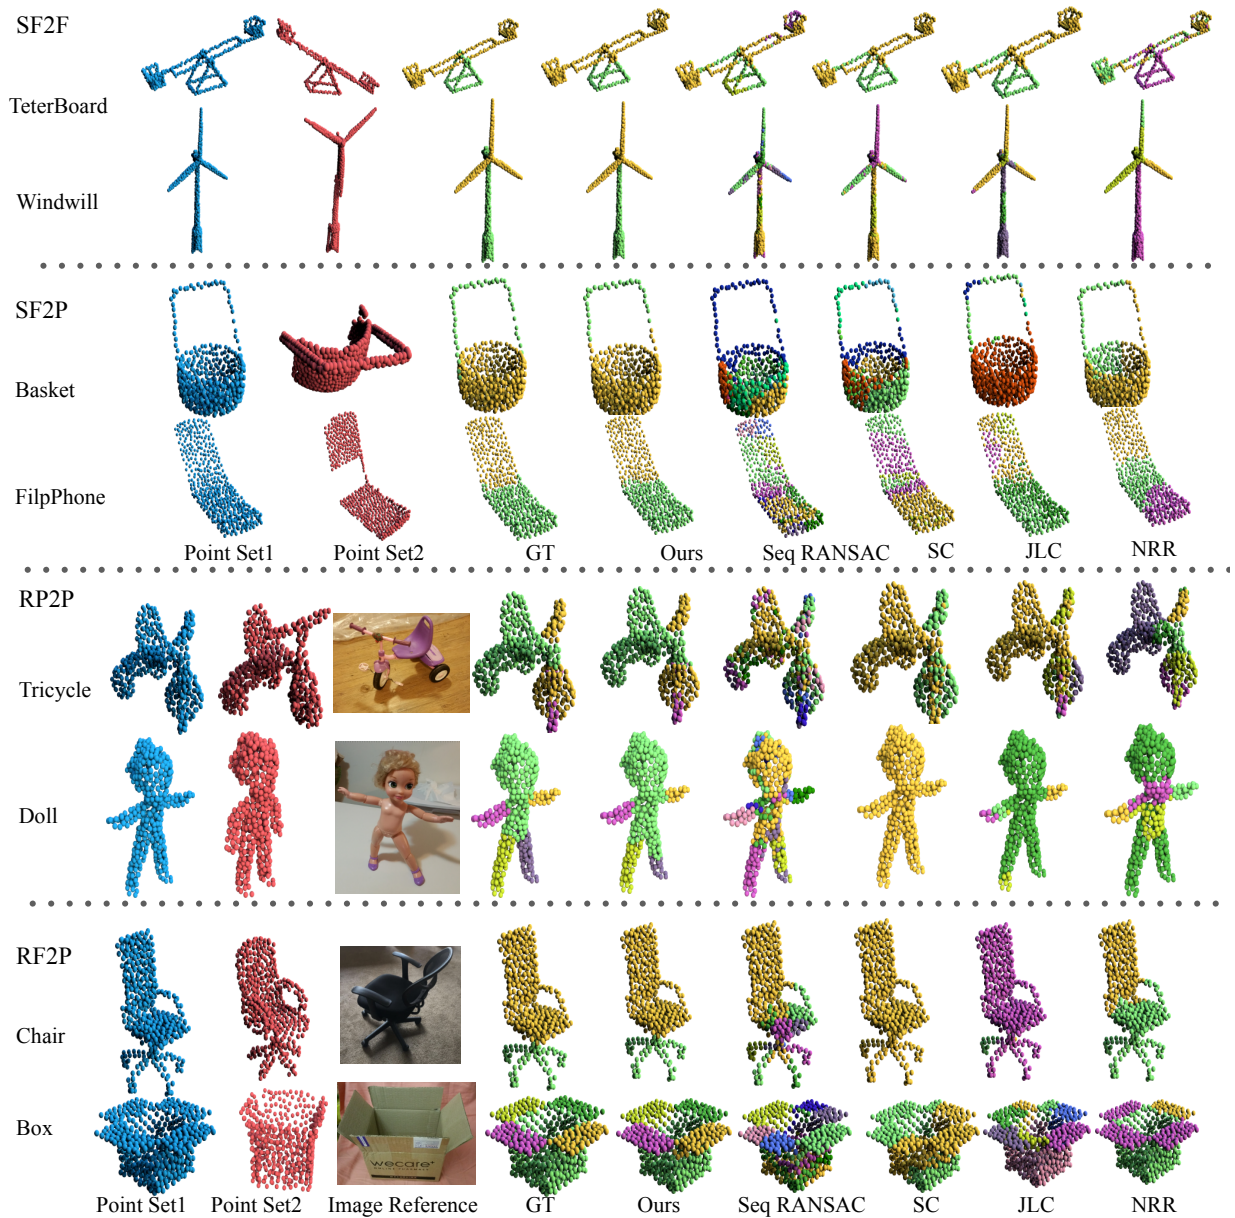 SF2F
TeterBoard
Windwill
SF2P
Basket
FilpPhone
Point Set1 Point Set2 GT Ours Seq RANSAC SC JLC NRR
RP2P
Tricycle
Doll
RF2P
Chair
Box
wecare+
Point Set1 Point Set2 Image Reference GT Ours Seq RANSAC SC JLC NRR